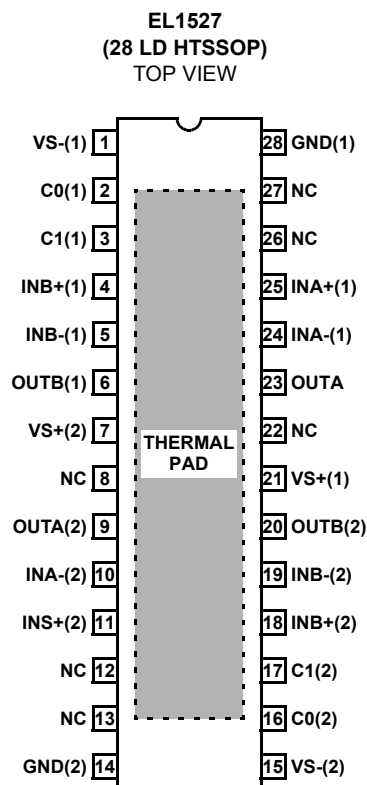 EL1527
(28 LD HTSSOP)
TOP VIEW
VS-(1) 1 28 GND(1)
C0(1) 2 27 NC
C1(1) 3 26 NC
INB+(1) 4 25 INA+(1)
INB-(1) 5 24 INA-(1)
OUTB(1) 6 23 OUTA
VS+(2) 7 22 NC
THERMAL
PAD
NC 8 21 VS+(1)
OUTA(2) 9 20 OUTB(2)
INA-(2) 10 19 INB-(2)
INS+(2) 11 18 INB+(2)
NC 12 17 C1(2)
NC 13 16 C0(2)
GND(2) 14 15 VS-(2)